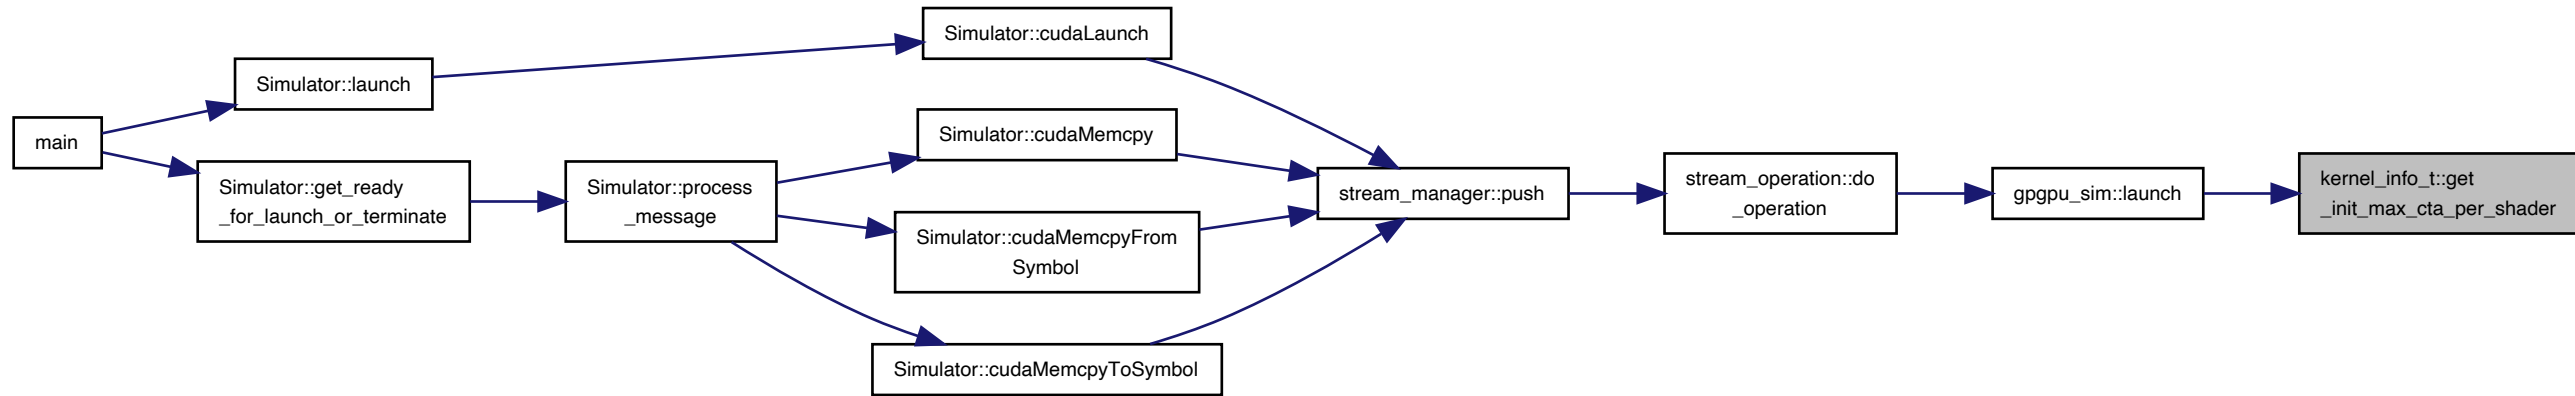 main
Simulator::launch
Simulator::get_ready
_for_launch_or_terminate
Simulator::process
_message
Simulator::cudaLaunch
Simulator::cudaMemcpy
Simulator::cudaMemcpyFrom
Symbol
Simulator::cudaMemcpyToSymbol
stream_manager::push
stream_operation::do
_operation
gpgpu_sim::launch
kernel_info_t::get
_init_max_cta_per_shader